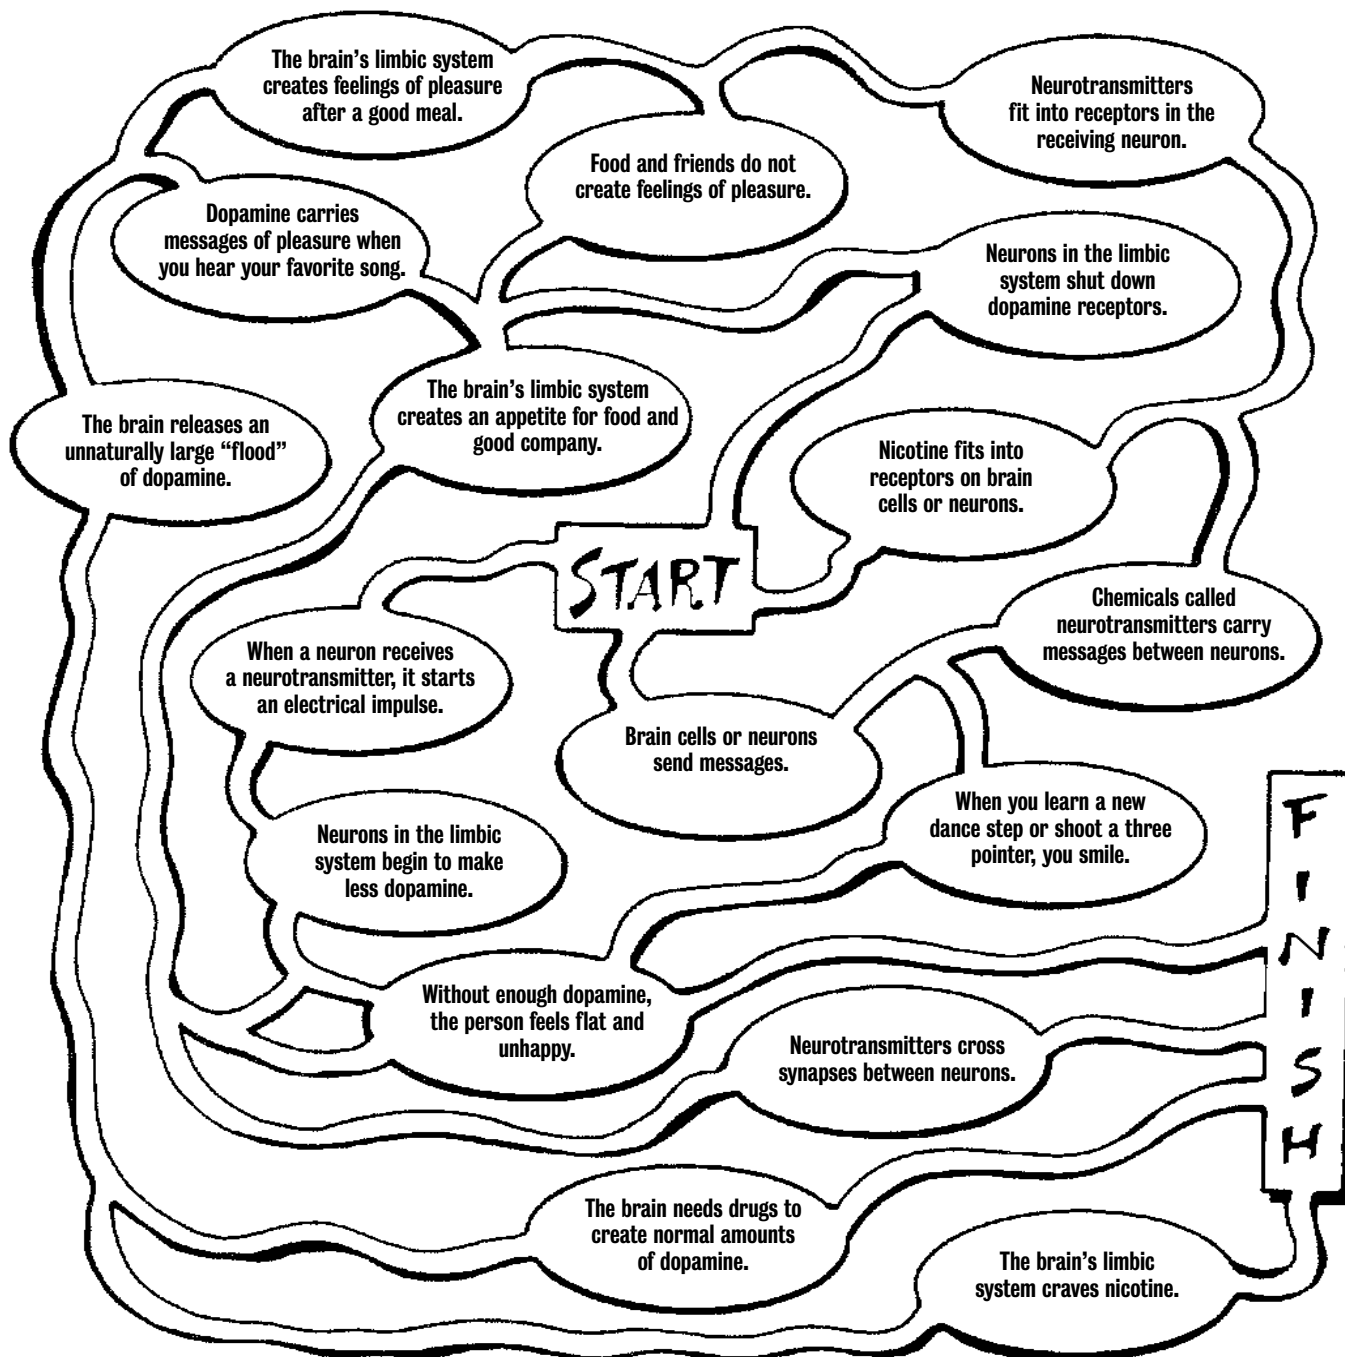 The brain’s limbic system
creates feelings of pleasure
after a good meal.
Neurotransmitters
fit into receptors in the
receiving neuron.
Food and friends do not
create feelings of pleasure.
Dopamine carries
messages of pleasure when
you hear your favorite song.
Neurons in the limbic
system shut down
dopamine receptors.
The brain’s limbic system
creates an appetite for food and
good company.
The brain releases an
unnaturally large “flood”
of dopamine.
Nicotine fits into
receptors on brain
cells or neurons.
START
Chemicals called
neurotransmitters carry
messages between neurons.
When a neuron receives
a neurotransmitter, it starts
an electrical impulse.
Brain cells or neurons
send messages.
When you learn a new
dance step or shoot a three
pointer, you smile.
Neurons in the limbic
system begin to make
less dopamine.
FINISH
Without enough dopamine,
the person feels flat and
unhappy.
Neurotransmitters cross
synapses between neurons.
The brain needs drugs to
create normal amounts
of dopamine.
The brain’s limbic
system craves nicotine.